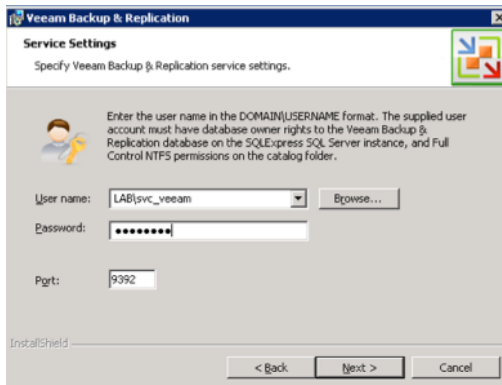 Veeam Backup & Replication
Service Settings
Specify Veeam Backup & Replication service settings.
Enter the user name in the DOMAIN\USERNAME format. The supplied user
account must have database owner rights to the Veeam Backup &
Replication database on the SQLExpress SQL Server instance, and Full
Control NTFS permissions on the catalog folder.
User name: LAB\svc_veeam Browse...
Password: ●●●●●●●●
Port: 9392
InstallShield
< Back Next > Cancel